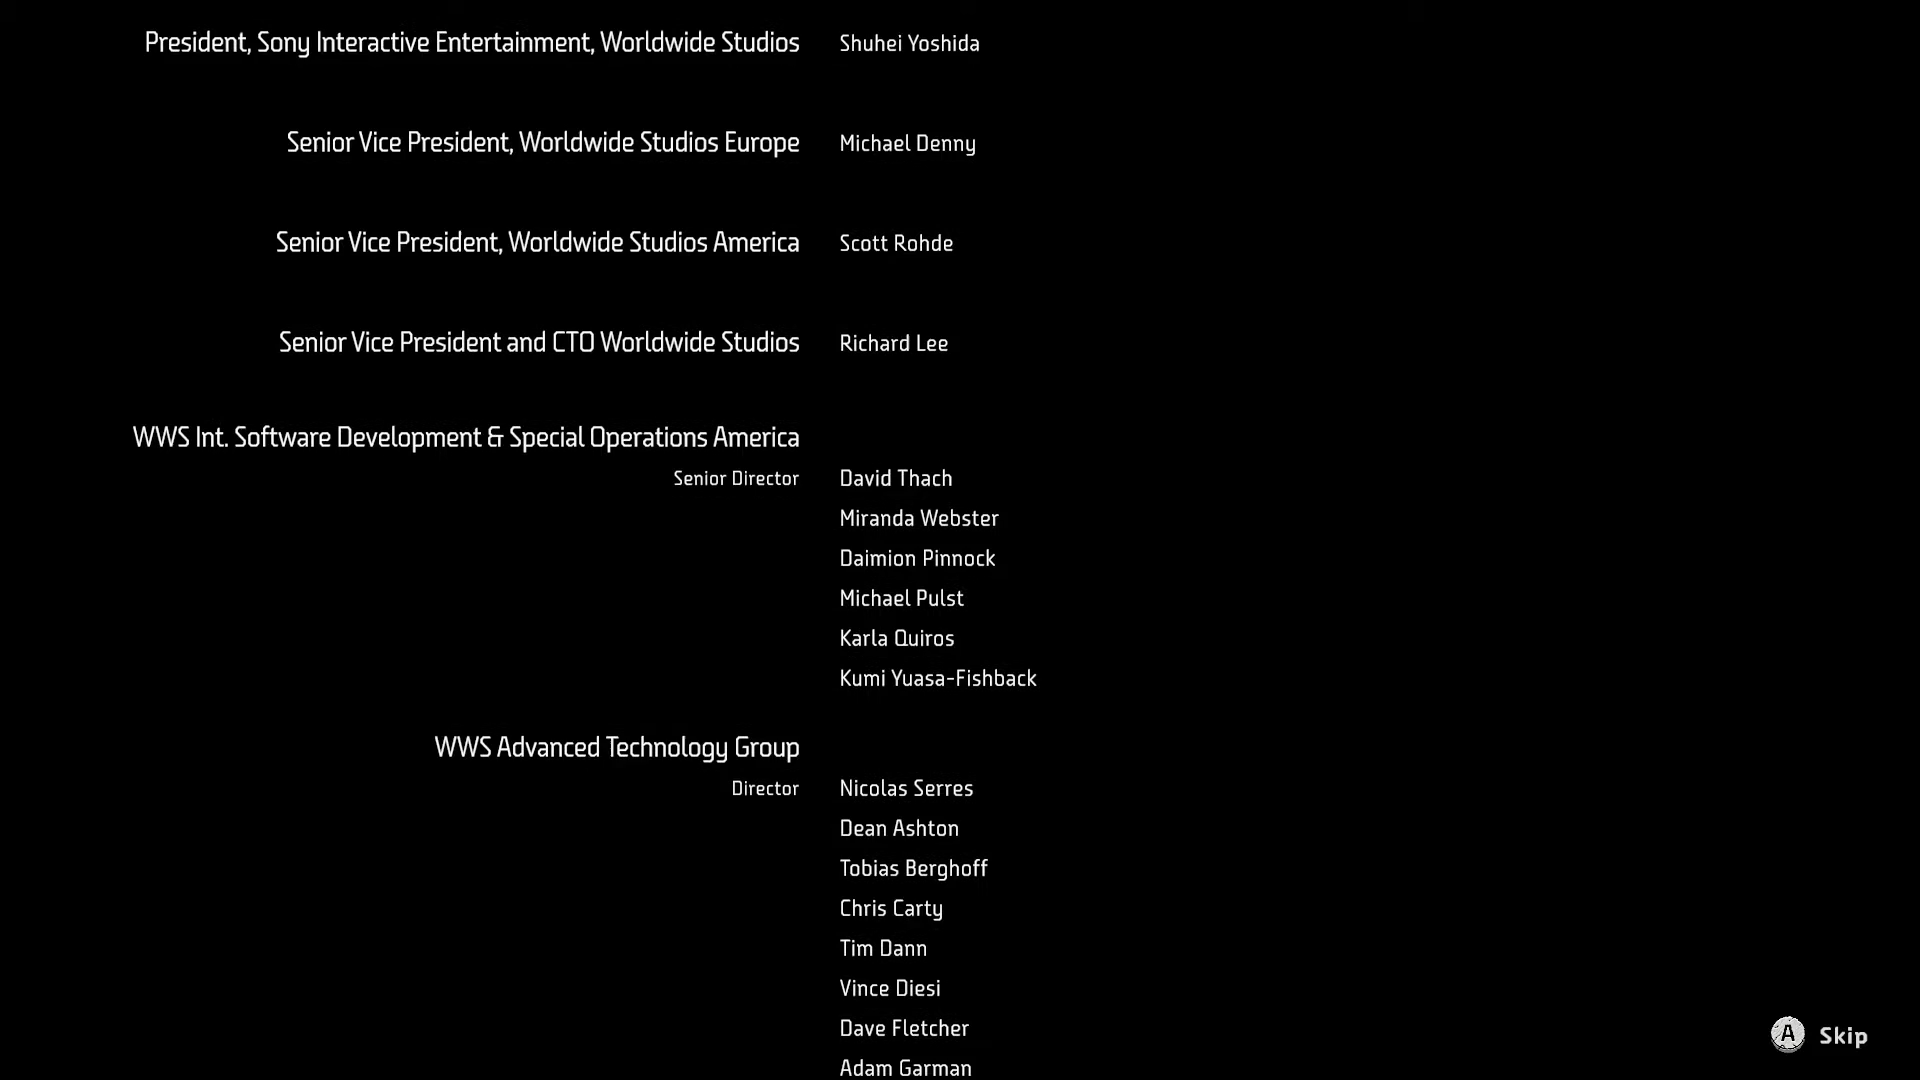 President, Sony Interactive Entertainment, Worldwide Studios Shuhei Yoshida
Senior Vice President, Worldwide Studios Europe Michael Denny
Senior Vice President, Worldwide Studios America Scott Rohde
Senior Vice President and CTO Worldwide Studios Richard Lee
WWS Int. Software Development & Special Operations America
Senior Director David Thach
Miranda Webster
Daimion Pinnock
Michael Pulst
Karla Quiros
Kumi Yuasa-Fishback
WWS Advanced Technology Group
Director Nicolas Serres
Dean Ashton
Tobias Berghoff
Chris Carty
Tim Dann
Vince Diesi
Dave Fletcher
Adam Garman
A Skip